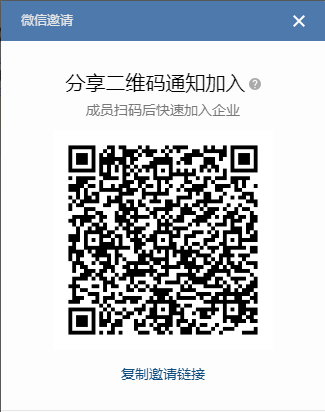 微信邀请
分享二维码通知加入
成员扫码后快速加入企业
复制邀请链接